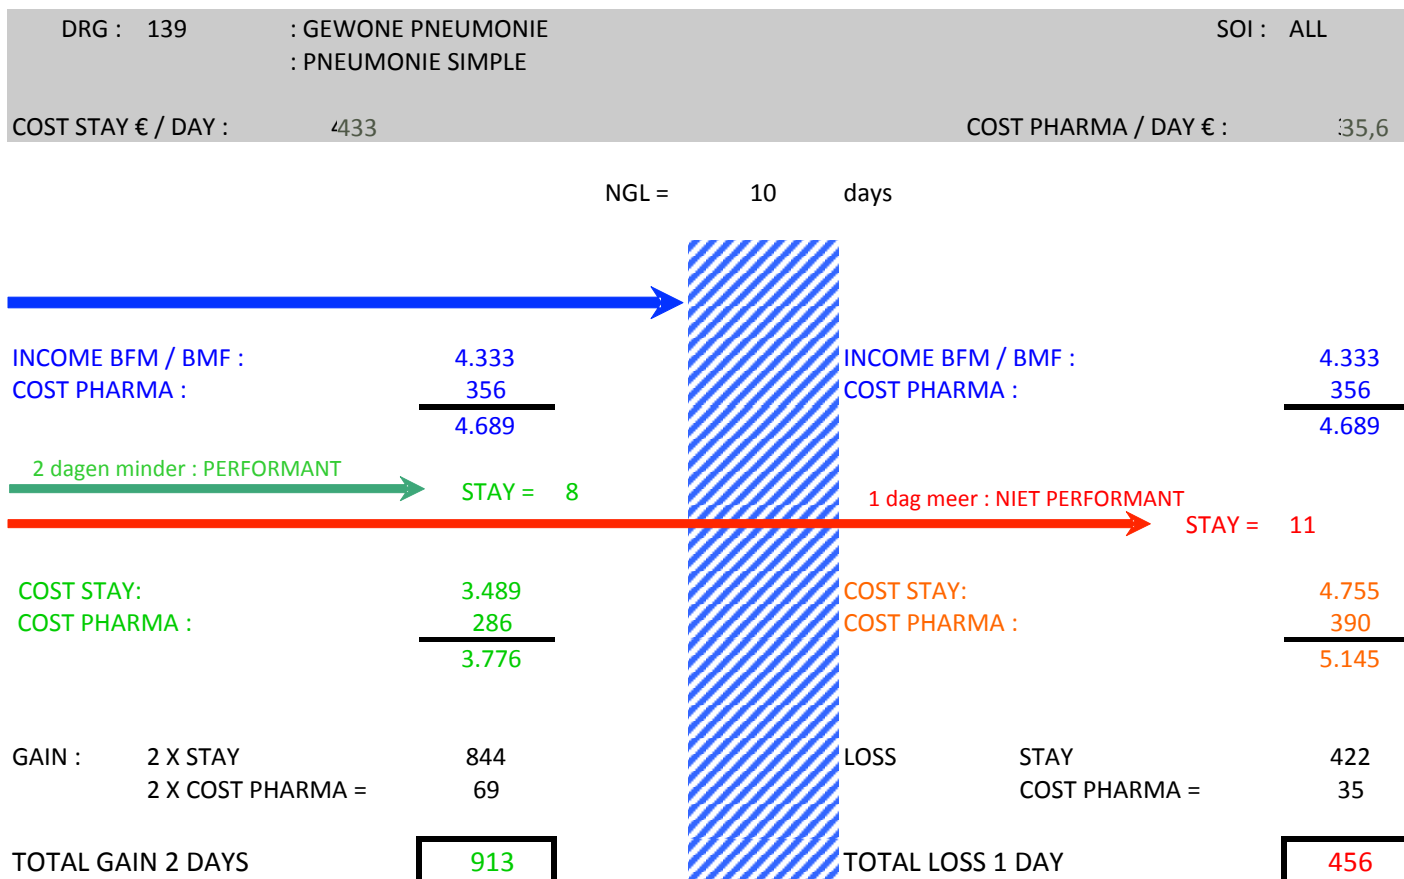 DRG : 139 : GEWONE PNEUMONIE SOI : ALL
: PNEUMONIE SIMPLE
COST STAY € / DAY : 433 COST PHARMA / DAY € : 35,6
NGL = 10 days
INCOME BFM / BMF : 4.333 INCOME BFM / BMF : 4.333
COST PHARMA : 356 COST PHARMA : 356
4.689 4.689
2 dagen minder : PERFORMANT
STAY = 8
1 dag meer : NIET PERFORMANT
STAY = 11
COST STAY: 3.489 COST STAY: 4.755
COST PHARMA : 286 COST PHARMA : 390
3.776 5.145
GAIN : 2 X STAY 844 LOSS STAY 422
2 X COST PHARMA = 69 COST PHARMA = 35
TOTAL GAIN 2 DAYS 913 TOTAL LOSS 1 DAY 456